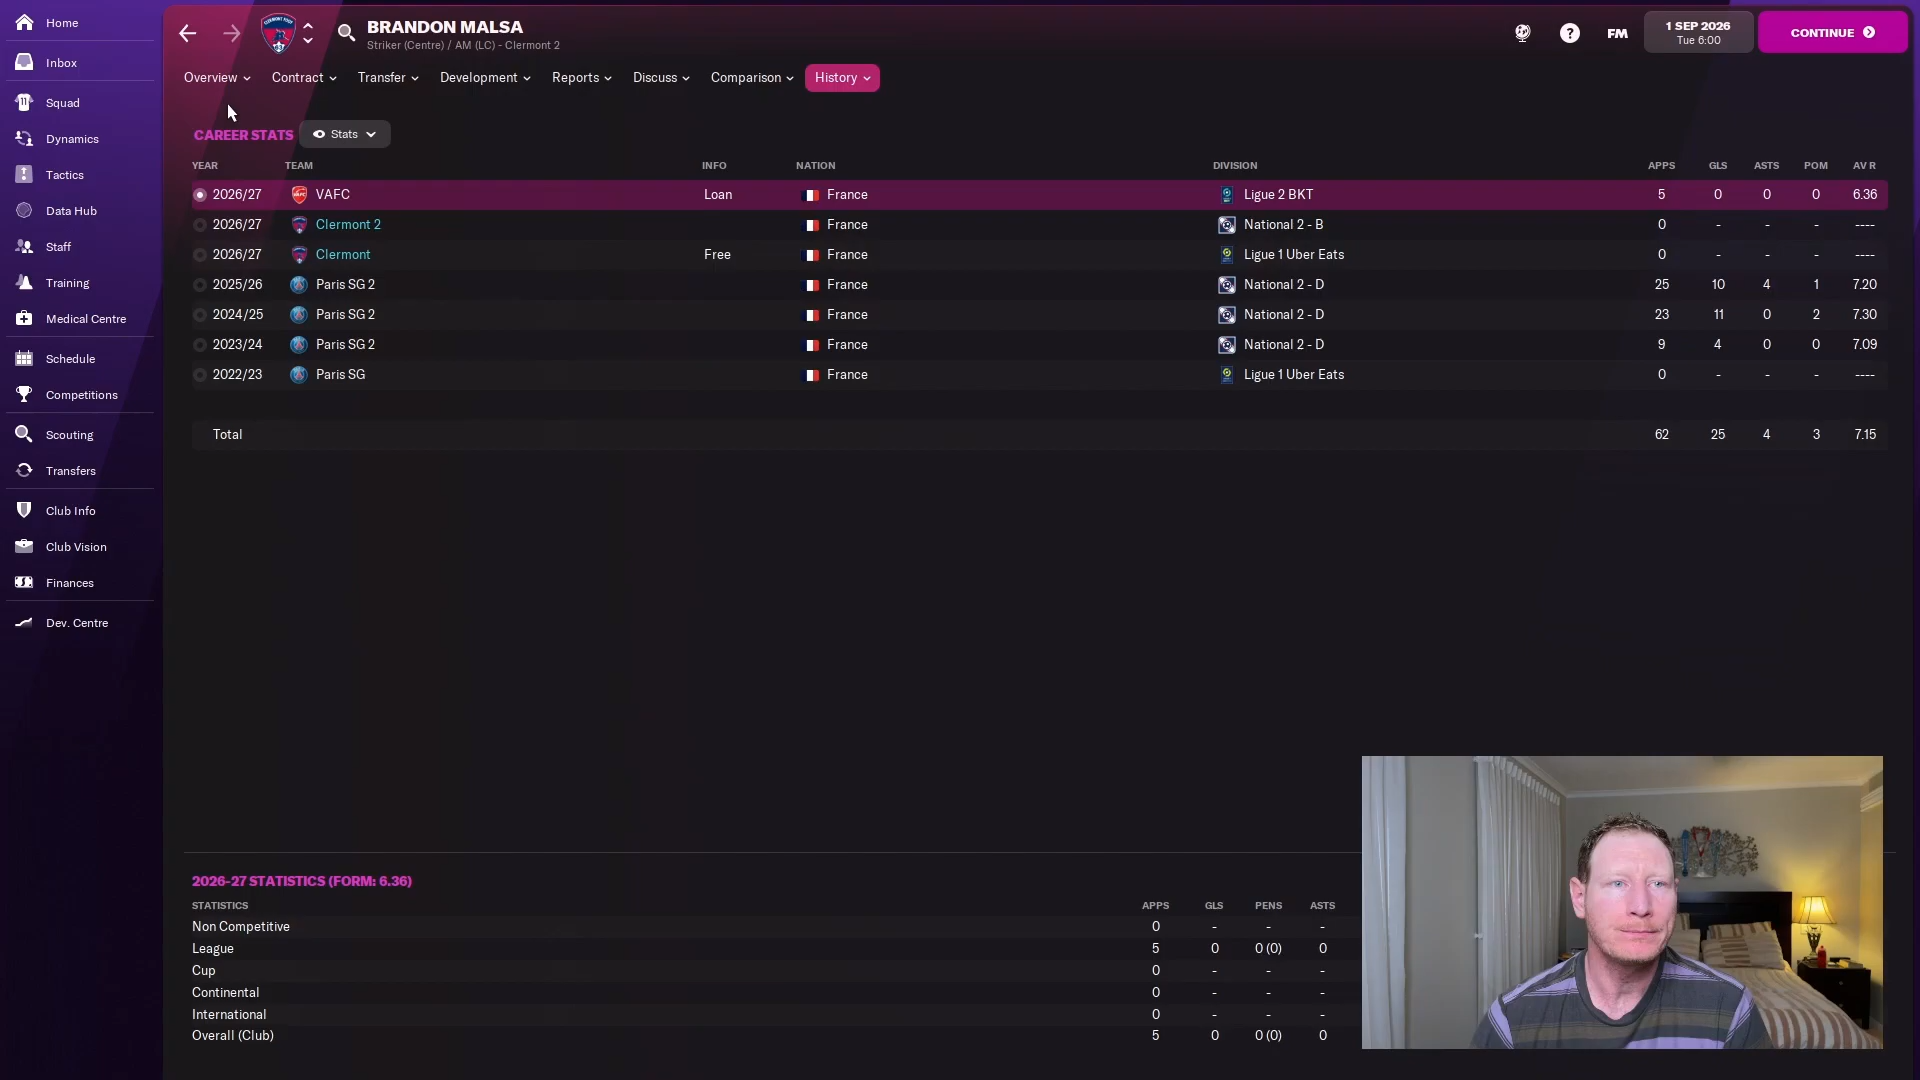 Home
Inbox
Squad
Dynamics
Tactics
Data Hub
Staff
Training
Medical Centre
Schedule
Competitions
Scouting
Transfers
Club Info
Club Vision
Finances
Dev. Centre
BRANDON MALSA
Striker (Centre) / AM (LC) - Clermont 2
FM
1 SEP 2026
Tue 6:00
CONTINUE
Overview Contract Transfer Development Reports Discuss Comparison History
CAREER STATS Stats
YEAR TEAM INFO NATION DIVISION APPS GLS ASTS POM AV R
2026/27 VAFC Loan France Ligue 2 BKT 5 0 0 0 6.36
2026/27 Clermont 2 France National 2 - B 0 - - - ----
2026/27 Clermont Free France Ligue 1 Uber Eats 0 - - - ----
2025/26 Paris SG 2 France National 2 - D 25 10 4 1 7.20
2024/25 Paris SG 2 France National 2 - D 23 11 0 2 7.30
2023/24 Paris SG 2 France National 2 - D 9 4 0 0 7.09
2022/23 Paris SG France Ligue 1 Uber Eats 0 - - - ----
Total 62 25 4 3 7.15
2026-27 STATISTICS (FORM: 6.36)
STATISTICS APPS GLS PENS ASTS
Non Competitive 0 - - -
League 5 0 0 (0) 0
Cup 0 - - -
Continental 0 - - -
International 0 - - -
Overall (Club) 5 0 0 (0) 0